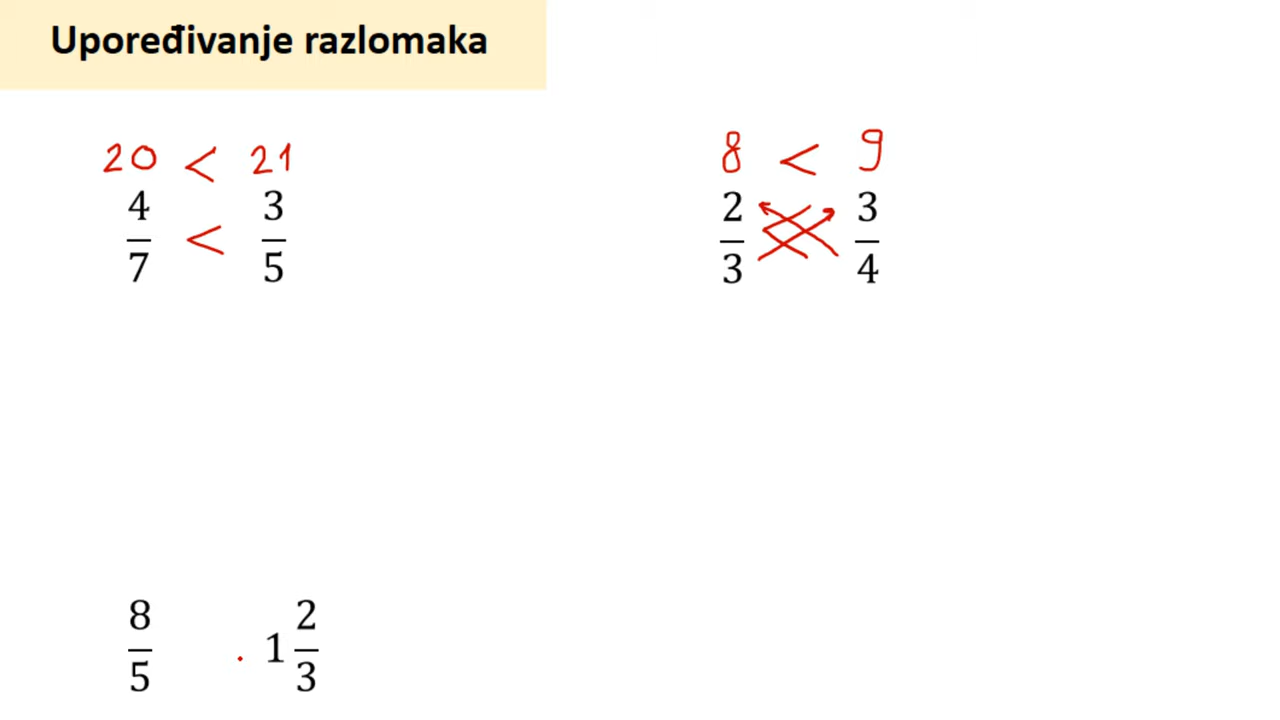 Upoređivanje razlomaka
20 < 21
4/7 < 3/5
8 < 9
2/3 3/4
8/5 . 1 2/3